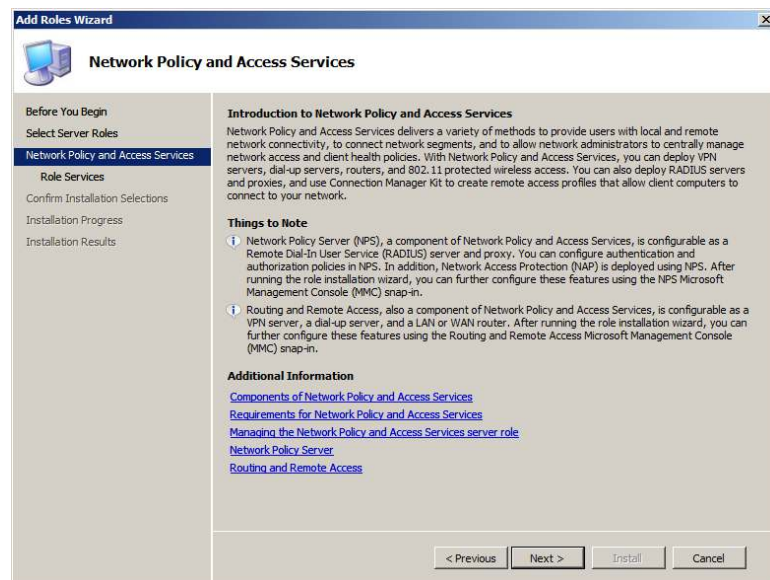 Add Roles Wizard
Network Policy and Access Services
Before You Begin
Select Server Roles
Network Policy and Access Services
Role Services
Confirm Installation Selections
Installation Progress
Installation Results
Introduction to Network Policy and Access Services
Network Policy and Access Services delivers a variety of methods to provide users with local and remote
network connectivity, to connect network segments, and to allow network administrators to centrally manage
network access and client health policies. With Network Policy and Access Services, you can deploy VPN
servers, dial-up servers, routers, and 802.11 protected wireless access. You can also deploy RADIUS servers
and proxies, and use Connection Manager Kit to create remote access profiles that allow client computers to
connect to your network.
Things to Note
Network Policy Server (NPS), a component of Network Policy and Access Services, is configurable as a
Remote Dial-In User Service (RADIUS) server and proxy. You can configure authentication and
authorization policies in NPS. In addition, Network Access Protection (NAP) is deployed using NPS. After
running the role installation wizard, you can further configure these features using the NPS Microsoft
Management Console (MMC) snap-in.
Routing and Remote Access, also a component of Network Policy and Access Services, is configurable as a
VPN server, a dial-up server, and a LAN or WAN router. After running the role installation wizard, you can
further configure these features using the Routing and Remote Access Microsoft Management Console
(MMC) snap-in.
Additional Information
Components of Network Policy and Access Services
Requirements for Network Policy and Access Services
Managing the Network Policy and Access Services server role
Network Policy Server
Routing and Remote Access
< Previous
Next >
Install
Cancel